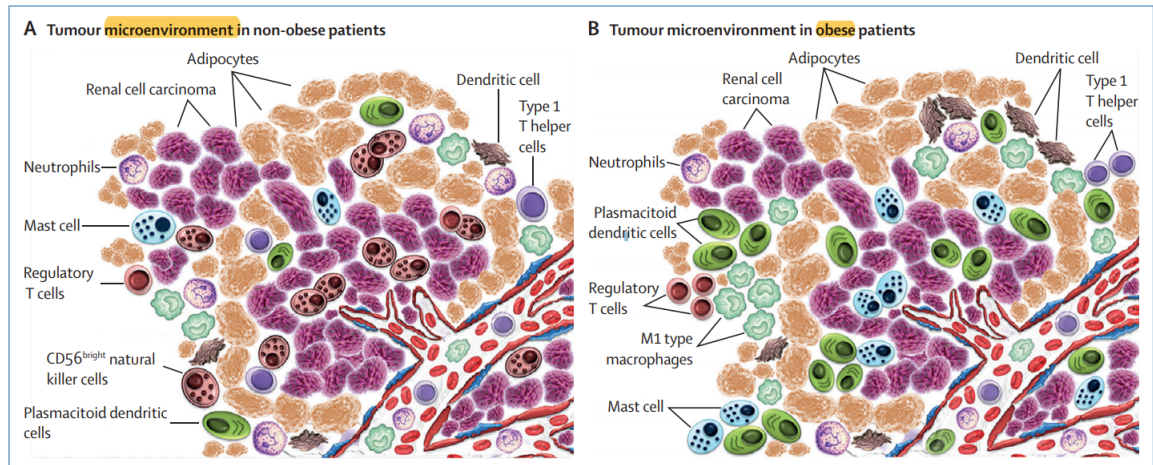 A Tumour microenvironment in non-obese patients
Adipocytes
Renal cell carcinoma
Dendritic cell
Type 1
T helper
cells
Neutrophils
Mast cell
Regulatory
T cells
CD56bright natural
killer cells
Plasmacitoid dendritic
cells
B Tumour microenvironment in obese patients
Adipocytes
Dendritic cell
Renal cell
carcinoma
Type 1
T helper
cells
Neutrophils
Plasmacitoid
dendritic cells
Regulatory
T cells
M1 type
macrophages
Mast cell